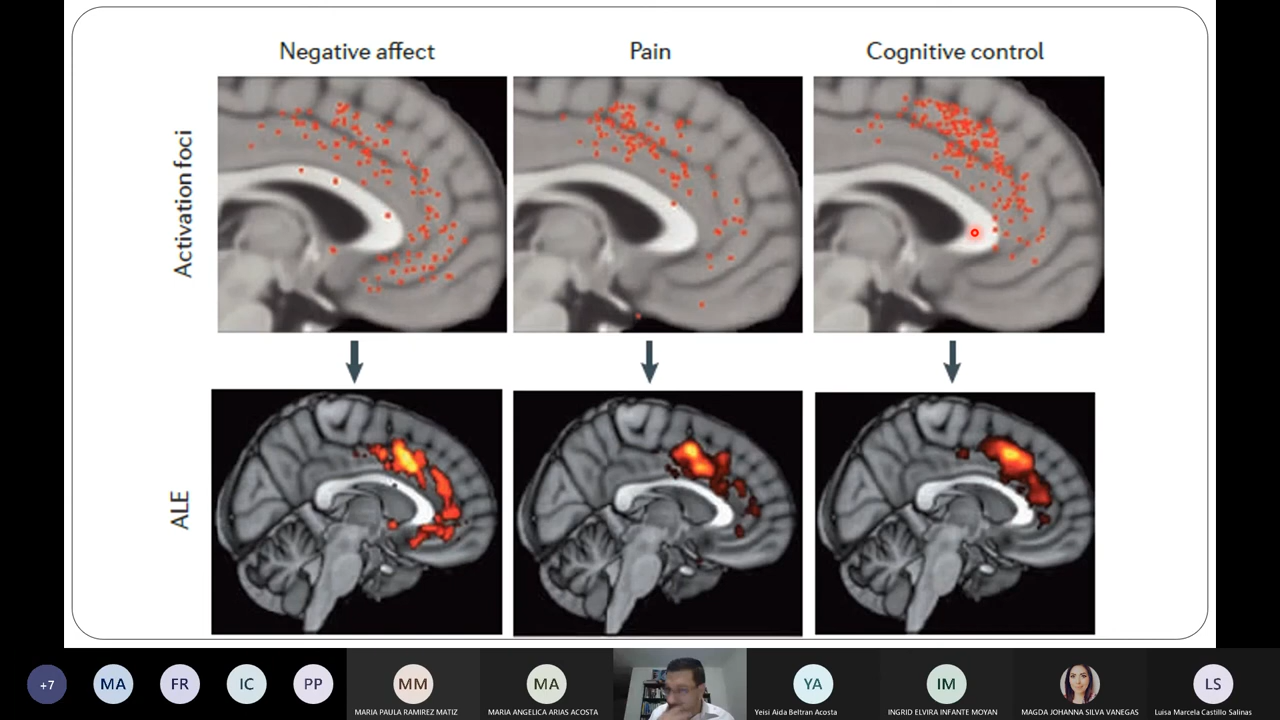 Negative affect
Pain
Cognitive control
Activation foci
ALE
+7
MA
FR
IC
PP
MM
MARIA PAULA RAMIREZ MATIZ
MA
MARIA ANGELICA ARIAS ACOSTA
YA
Yeisi Aida Beltran Acosta
IM
INGRID ELVIRA INFANTE MOYAN
MAGDA JOHANNA SILVA VANEGAS
LS
Luisa Marcela Castillo Salinas